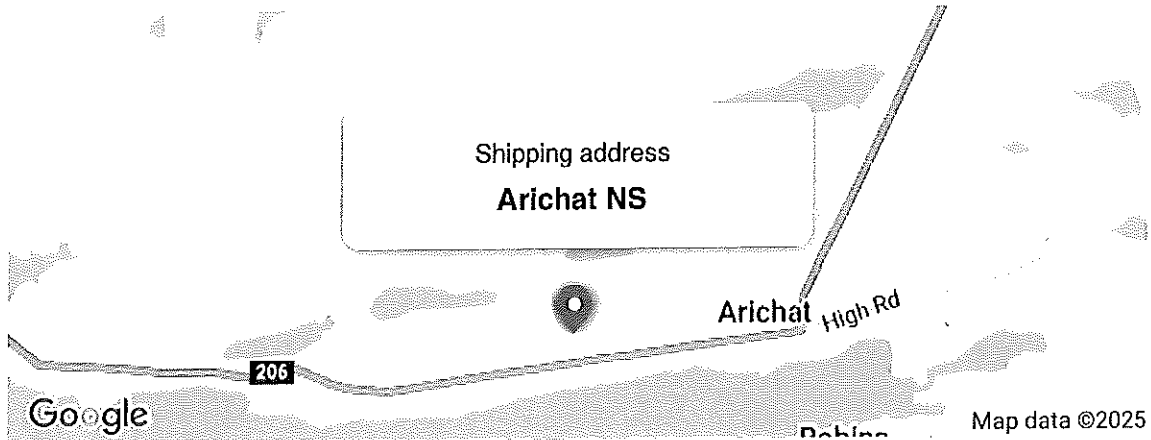 Shipping address
Arichat NS
Arichat
High Rd
206
Google
Map data ©2025